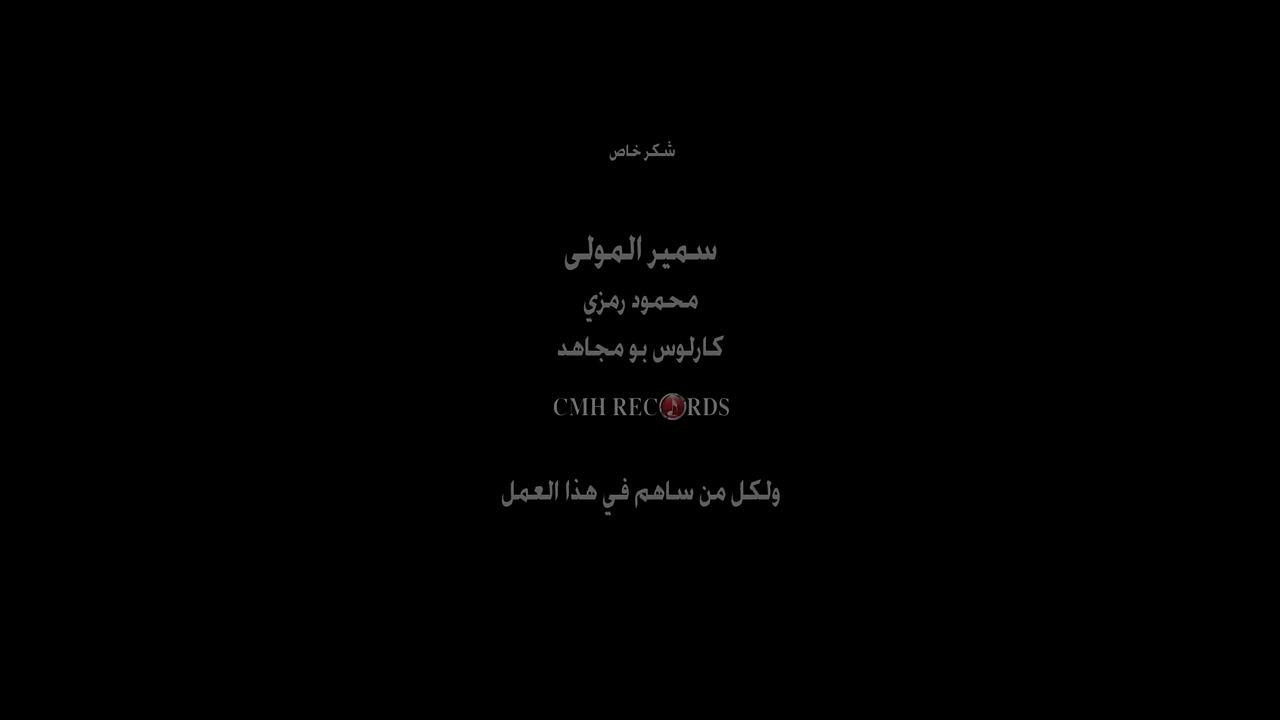 شكر خاص
سمير المولى
محمود رمزي
كارلوس بو مجاهد
CMH RECORDS
ولكل من ساهم في هذا العمل